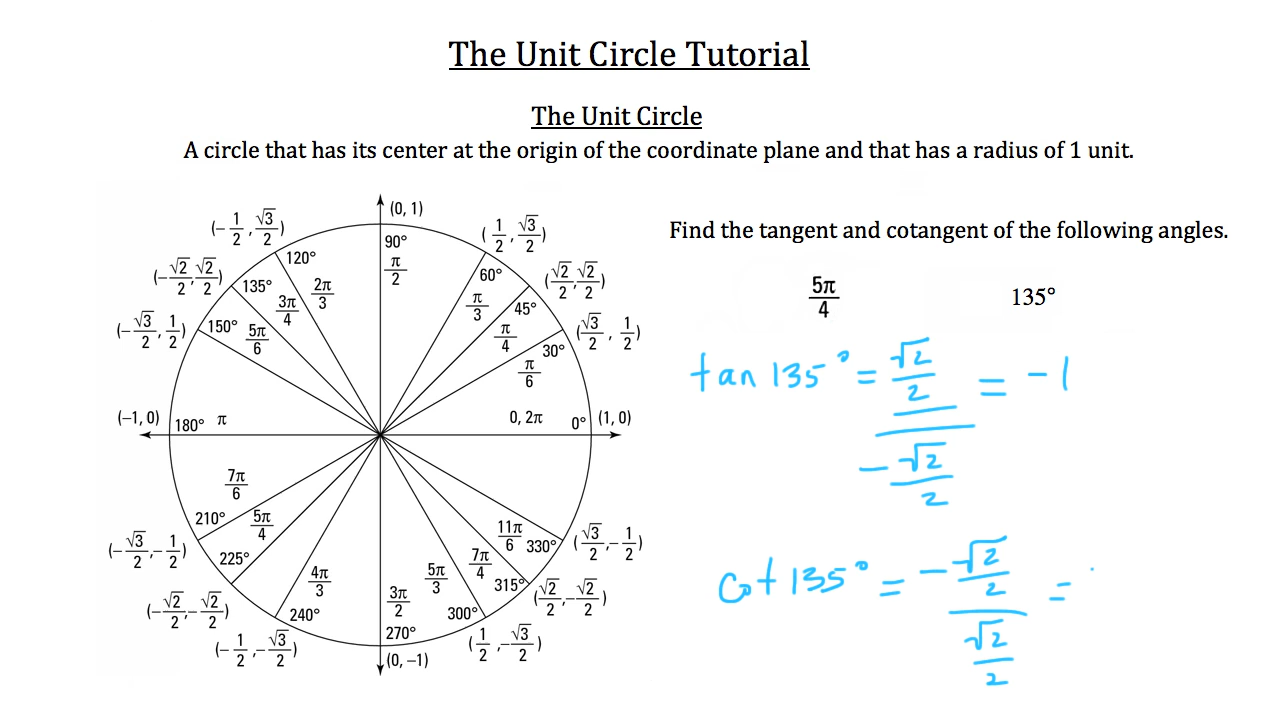 The Unit Circle Tutorial
The Unit Circle
A circle that has its center at the origin of the coordinate plane and that has a radius of 1 unit.
Find the tangent and cotangent of the following angles.
5π/4 135°
tan 135° = (√2/2)/(-√2/2) = -1
cot 135° = (-√2/2)/(√2/2) =
(0, 1)
(1/2, √3/2)
(√2/2, √2/2)
(√3/2, 1/2)
(1, 0)
(√3/2, -1/2)
(√2/2, -√2/2)
(1/2, -√3/2)
(0, -1)
(-1/2, -√3/2)
(-√2/2, -√2/2)
(-√3/2, -1/2)
(-1, 0)
(-√3/2, 1/2)
(-√2/2, √2/2)
(-1/2, √3/2)
90° π/2
60° π/3
45° π/4
30° π/6
0, 2π 0°
330° 11π/6
315° 7π/4
300° 5π/3
270° 3π/2
240° 4π/3
225° 5π/4
210° 7π/6
180° π
150° 5π/6
135° 3π/4
120° 2π/3